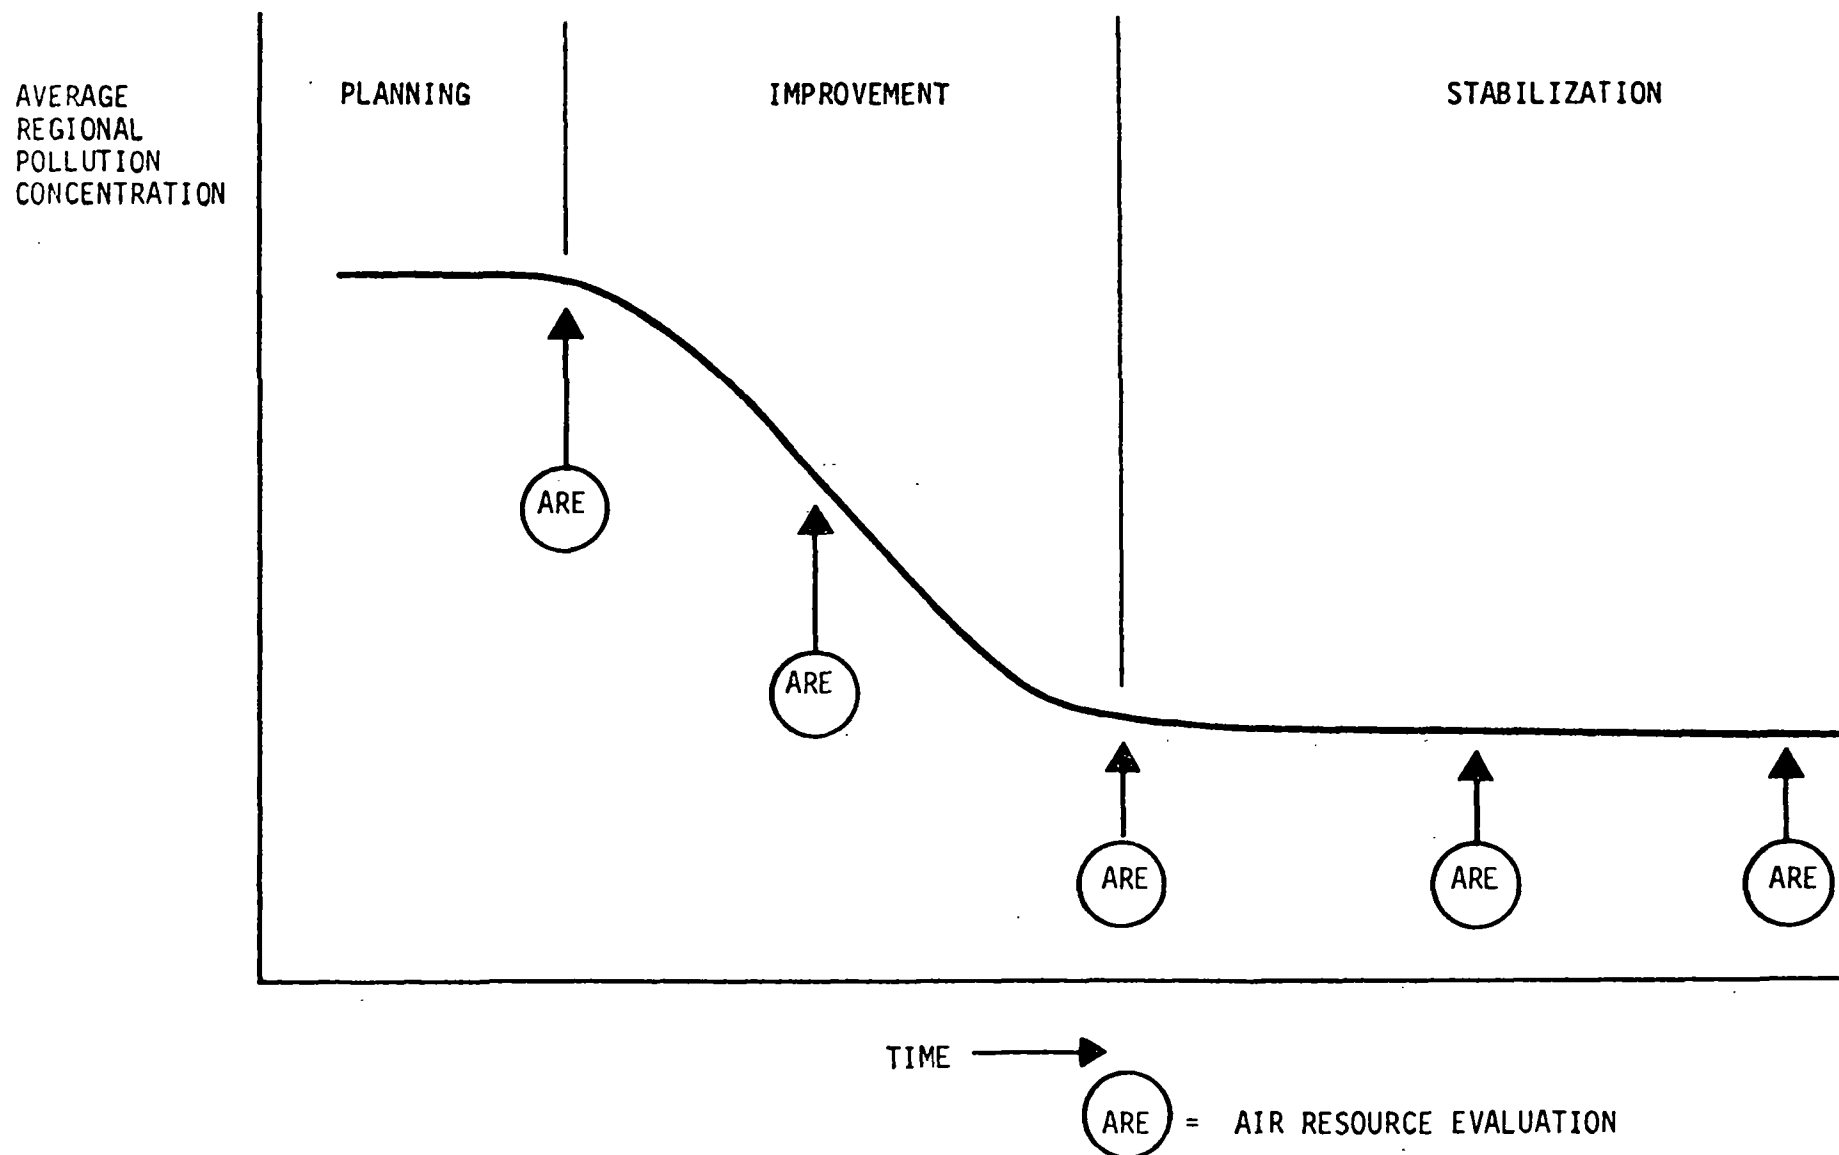 AVERAGE
REGIONAL
POLLUTION
CONCENTRATION
PLANNING
IMPROVEMENT
STABILIZATION
ARE
ARE
ARE
ARE
ARE
TIME
ARE = AIR RESOURCE EVALUATION